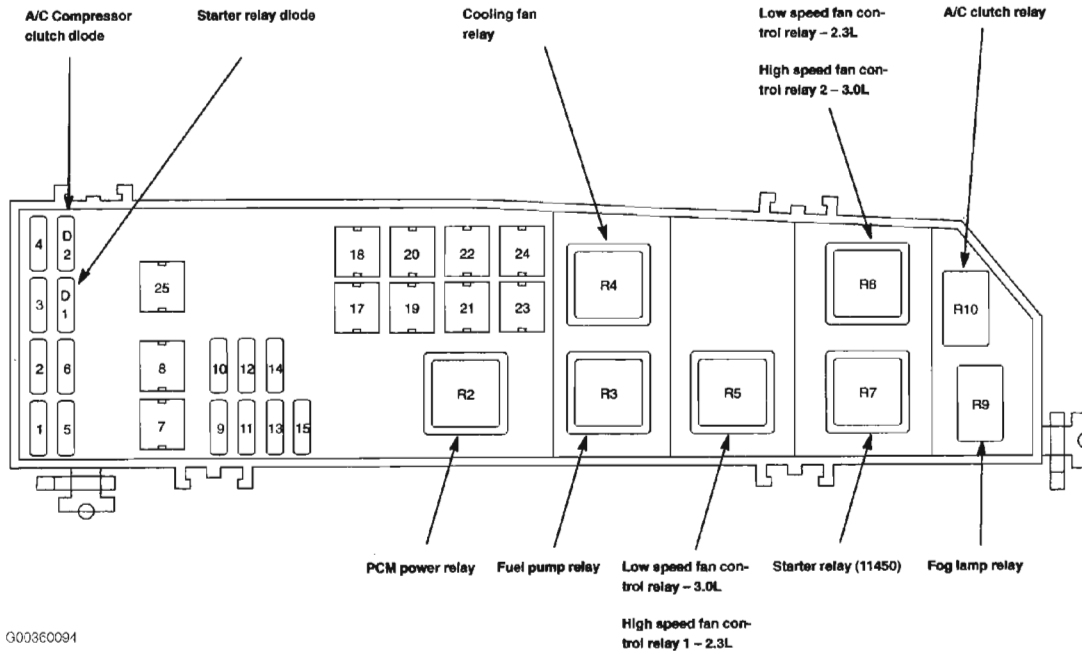 A/C Compressor
clutch diode
Starter relay diode
Cooling fan
relay
Low speed fan con-
trol relay – 2.3L
High speed fan con-
trol relay 2 – 3.0L
A/C clutch relay
4
D
2
3
D
1
2
6
1
5
25
8
7
10
12
14
9
11
13
15
18
20
22
24
17
19
21
23
R2
R4
R3
R5
R6
R7
R10
R9
PCM power relay
Fuel pump relay
Low speed fan con-
trol relay – 3.0L
High speed fan con-
trol relay 1 – 2.3L
Starter relay (11450)
Fog lamp relay
G00360094